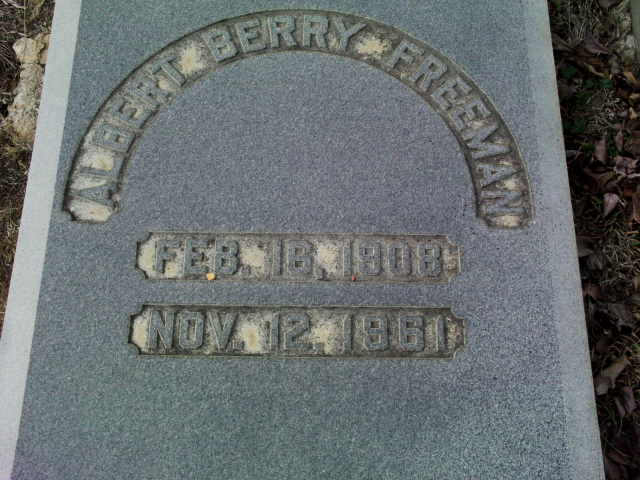 ALBERT BERRY FREEMAN
FEB. 16, 1908
NOV. 12, 1961